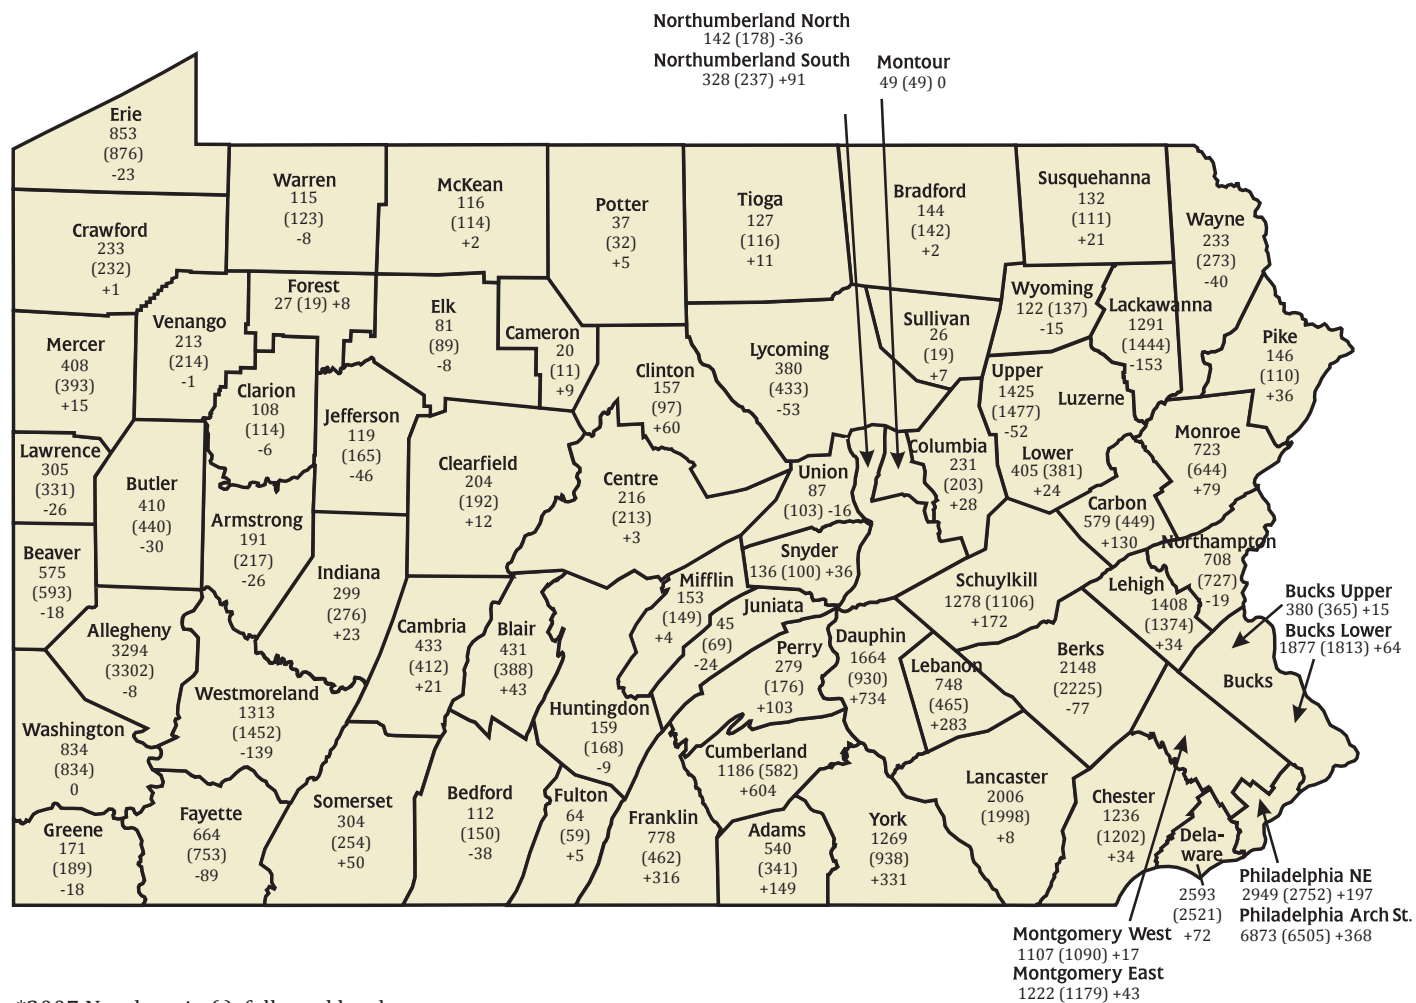 Northumberland North
142 (178) -36
Northumberland South
328 (237) +91
Montour
49 (49) 0
Erie
853
(876)
-23
Warren
115
(123)
-8
McKean
116
(114)
+2
Potter
37
(32)
+5
Tioga
127
(116)
+11
Bradford
144
(142)
+2
Susquehanna
132
(111)
+21
Wayne
233
(273)
-40
Crawford
233
(232)
+1
Forest
27 (19) +8
Venango
213
(214)
-1
Elk
81
(89)
-8
Cameron
20
(11)
+9
Wyoming
122 (137)
-15
Lackawanna
1291
(1444)
-153
Sullivan
26
(19)
+7
Pike
146
(110)
+36
Mercer
408
(393)
+15
Clinton
157
(97)
+60
Lycoming
380
(433)
-53
Upper
1425
(1477)
-52
Luzerne
Lower
405 (381)
+24
Clarion
108
(114)
-6
Jefferson
119
(165)
-46
Clearfield
204
(192)
+12
Centre
216
(213)
+3
Union
87
(103) -16
Columbia
231
(203)
+28
Monroe
723
(644)
+79
Lawrence
305
(331)
-26
Butler
410
(440)
-30
Armstrong
191
(217)
-26
Carbon
579 (449)
+130
Northampton
708
(727)
-19
Beaver
575
(593)
-18
Indiana
299
(276)
+23
Snyder
136 (100) +36
Mifflin
153
(149)
+4
Juniata
45
(69)
-24
Schuylkill
1278 (1106)
+172
Lehigh
1408
(1374)
+34
Bucks Upper
380 (365) +15
Bucks Lower
1877 (1813) +64
Bucks
Allegheny
3294
(3302)
-8
Cambria
433
(412)
+21
Blair
431
(388)
+43
Perry
279
(176)
+103
Dauphin
1664
(930)
+734
Lebanon
748
(465)
+283
Berks
2148
(2225)
-77
Westmoreland
1313
(1452)
-139
Huntingdon
159
(168)
-9
Washington
834
(834)
0
Cumberland
1186 (582)
+604
Lancaster
2006
(1998)
+8
Chester
1236
(1202)
+34
Greene
171
(189)
-18
Fayette
664
(753)
-89
Somerset
304
(254)
+50
Bedford
112
(150)
-38
Fulton
64
(59)
+5
Franklin
778
(462)
+316
Adams
540
(341)
+149
York
1269
(938)
+331
Dela-
ware
2593
(2521)
+72
Philadelphia NE
2949 (2752) +197
Philadelphia Arch St.
6873 (6505) +368
Montgomery West
1107 (1090) +17
Montgomery East
1222 (1179) +43